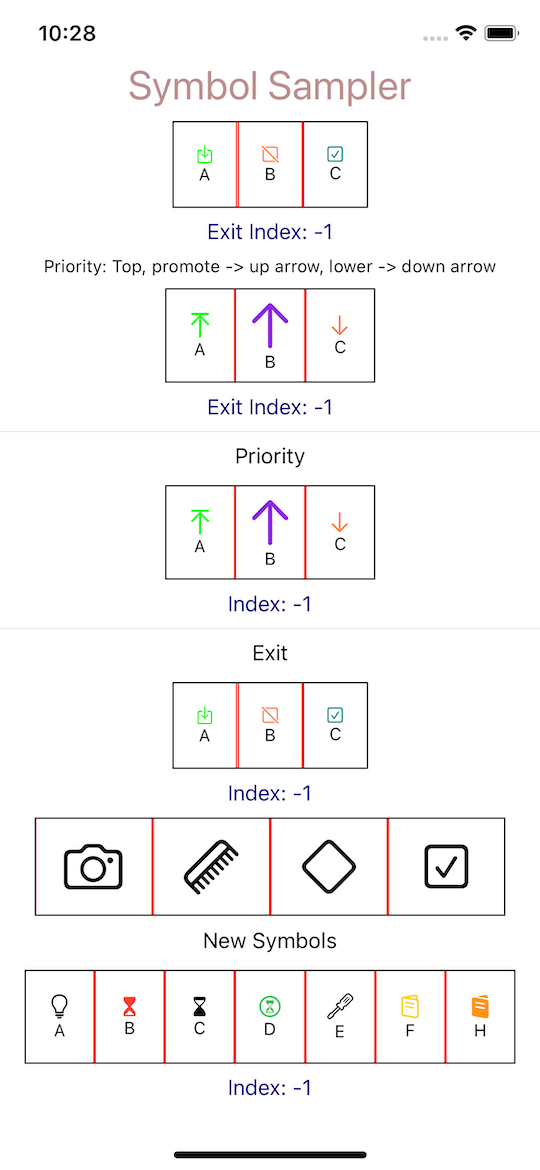 10:28
Symbol Sampler
A B C
Exit Index: -1
Priority: Top, promote -> up arrow, lower -> down arrow
A B C
Exit Index: -1
Priority
A B C
Index: -1
Exit
A B C
Index: -1
New Symbols
A B C D E F H
Index: -1